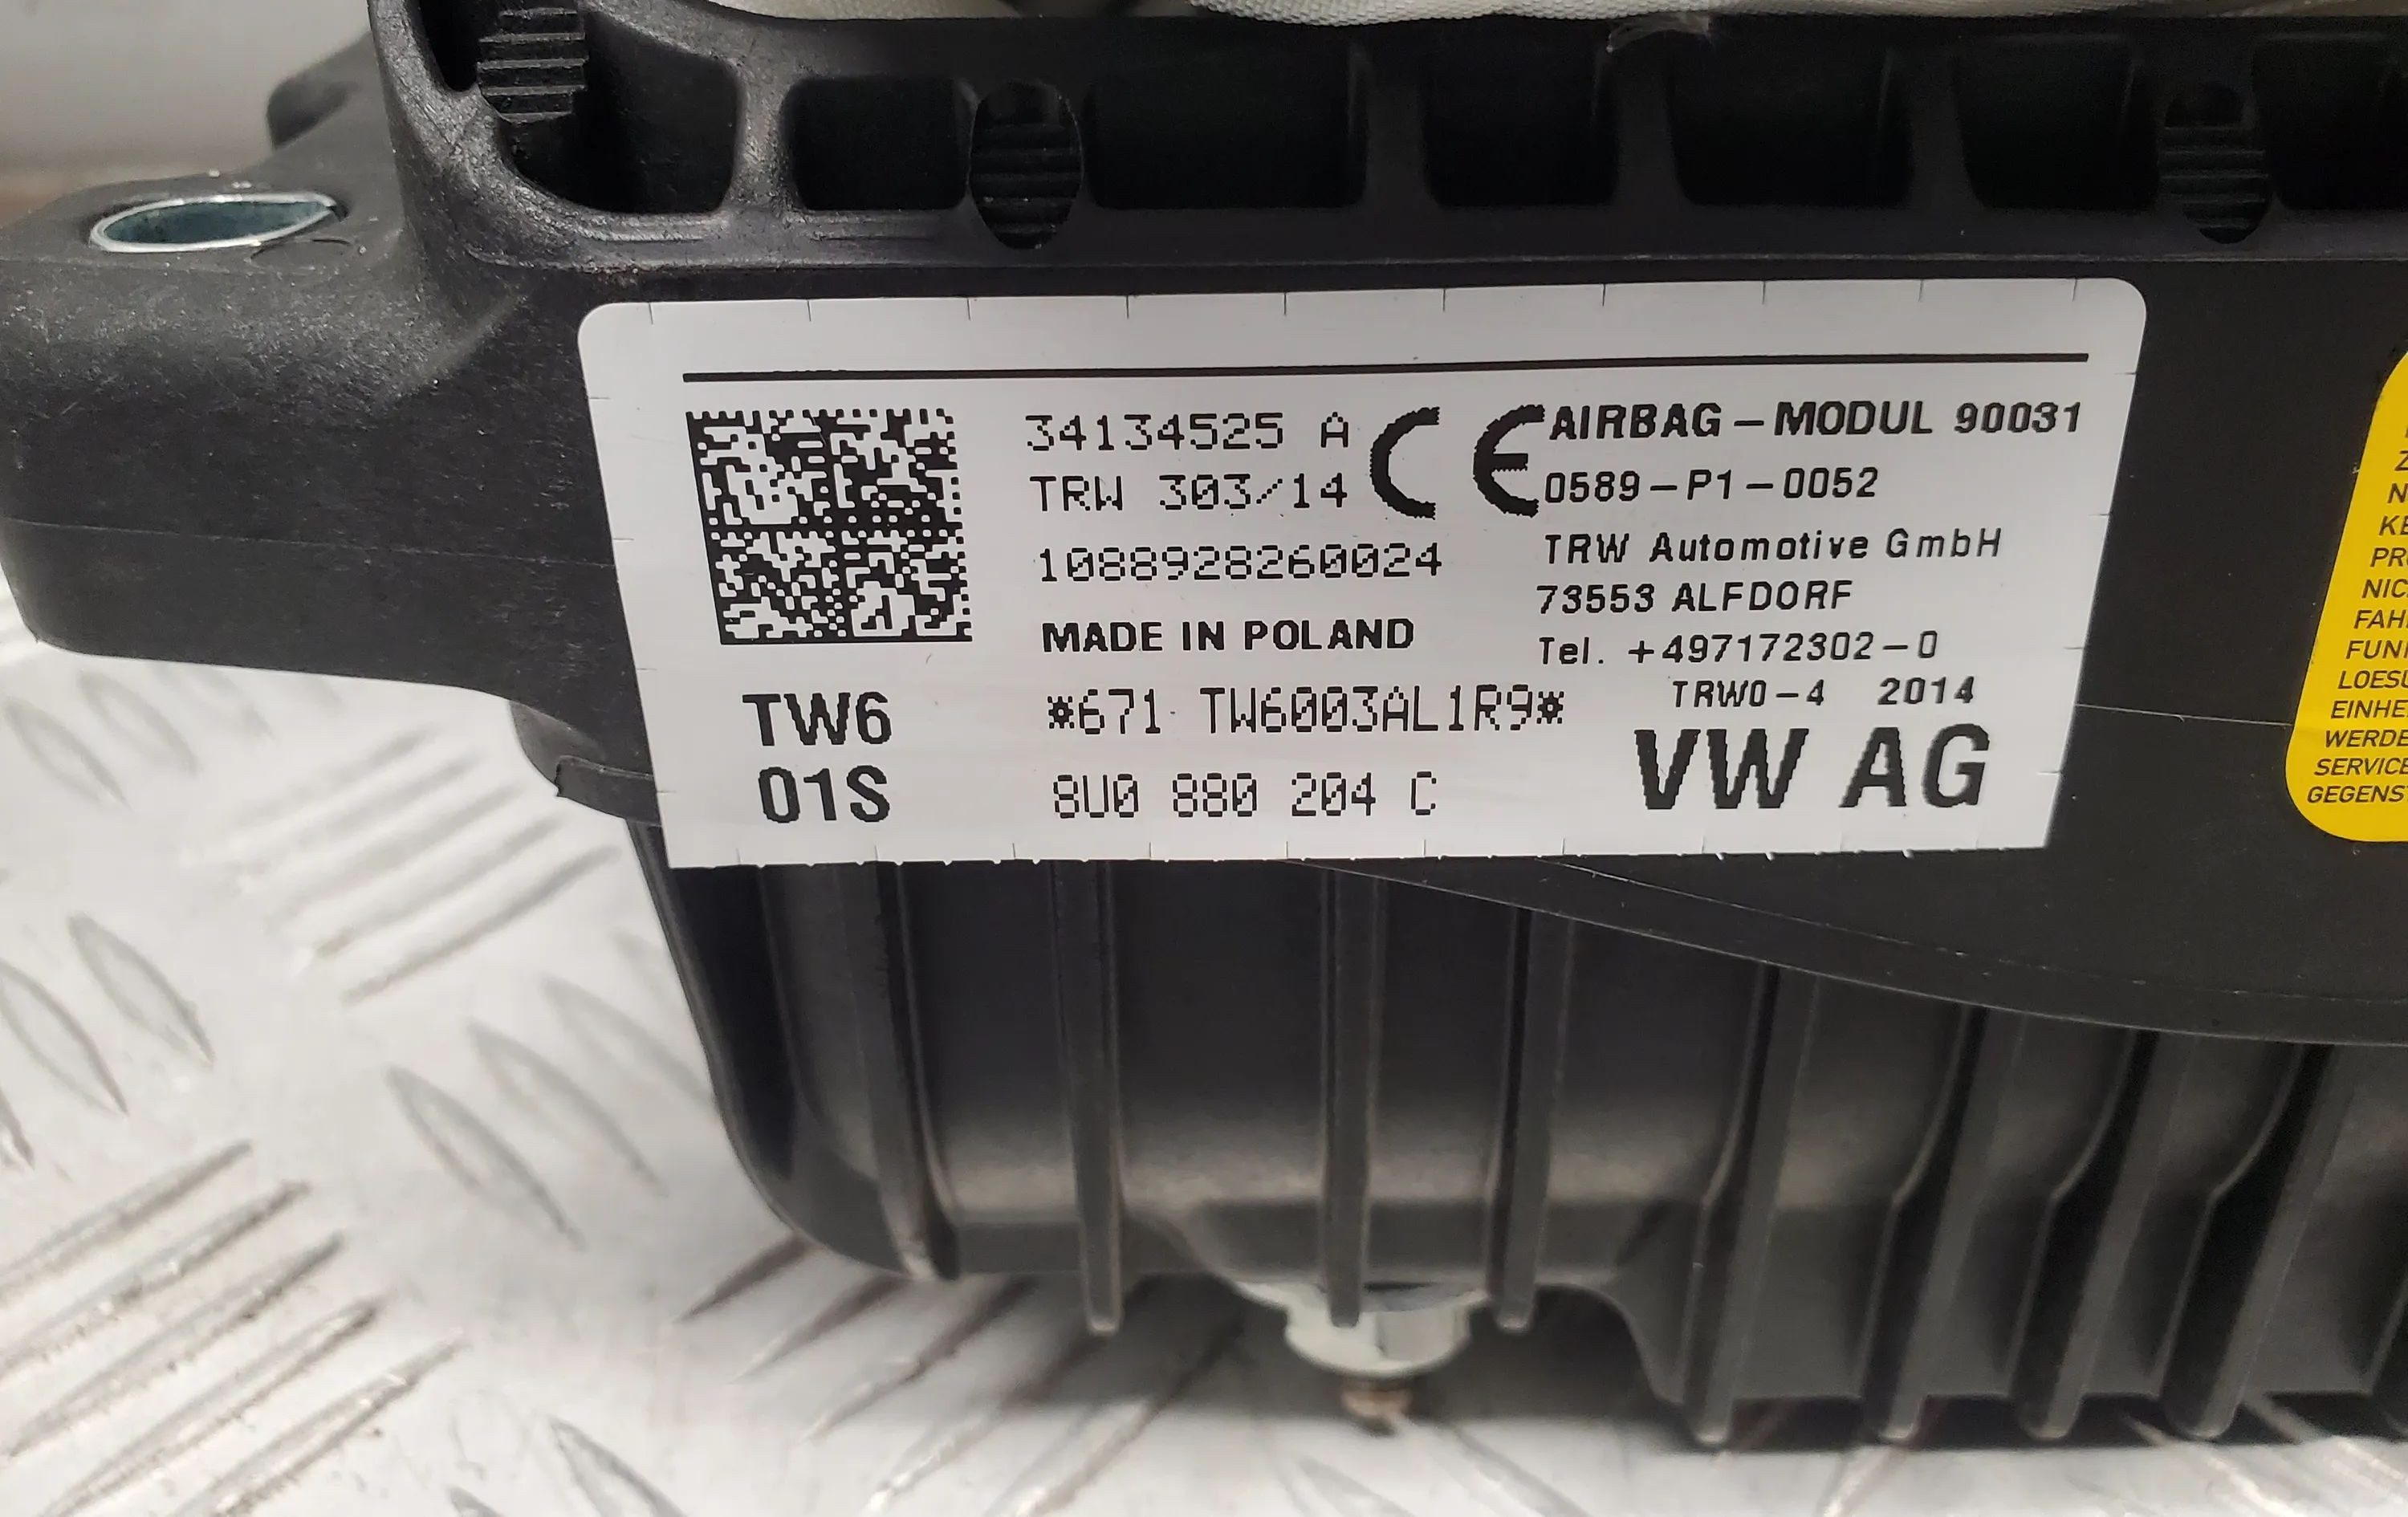 34134525 A
TRW 303/14
1088928260024
MADE IN POLAND
CE
AIRBAG-MODUL 90031
0589-P1-0052
TRW Automotive GmbH
73553 ALFDORF
Tel. +497172302-0
TRW0-4 2014
TW6
01S
*671 TW6003AL1R9*
8U0 880 204 C
VW AG